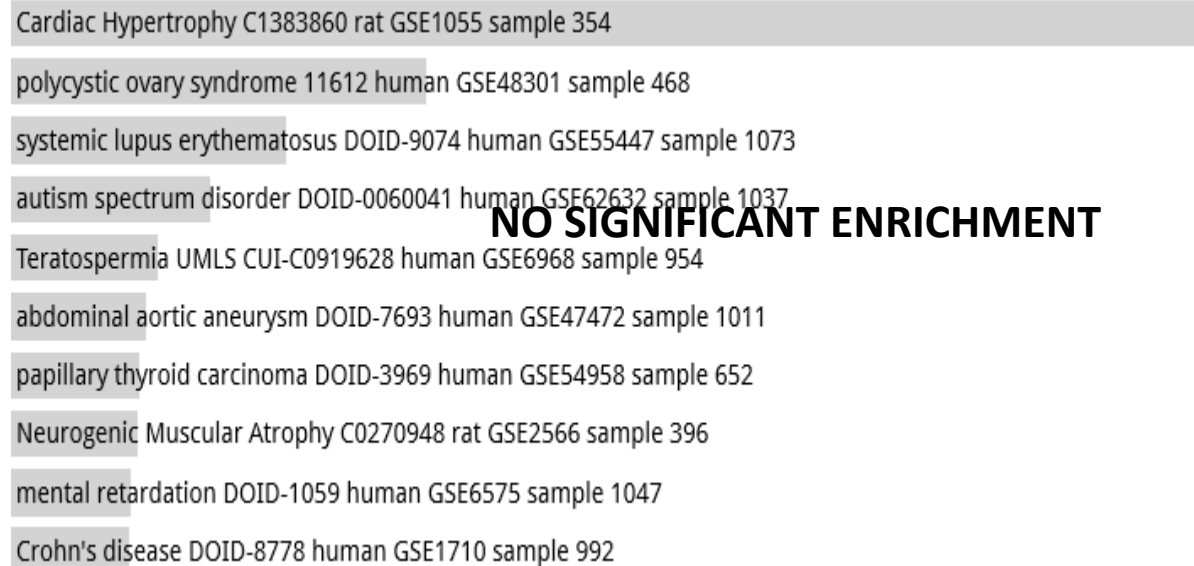 Cardiac Hypertrophy C1383860 rat GSE1055 sample 354
polycystic ovary syndrome 11612 human GSE48301 sample 468
systemic lupus erythematosus DOID-9074 human GSE55447 sample 1073
autism spectrum disorder DOID-0060041 human GSE62632 sample 1037
NO SIGNIFICANT ENRICHMENT
Teratospermia UMLS CUI-C0919628 human GSE6968 sample 954
abdominal aortic aneurysm DOID-7693 human GSE47472 sample 1011
papillary thyroid carcinoma DOID-3969 human GSE54958 sample 652
Neurogenic Muscular Atrophy C0270948 rat GSE2566 sample 396
mental retardation DOID-1059 human GSE6575 sample 1047
Crohn's disease DOID-8778 human GSE1710 sample 992